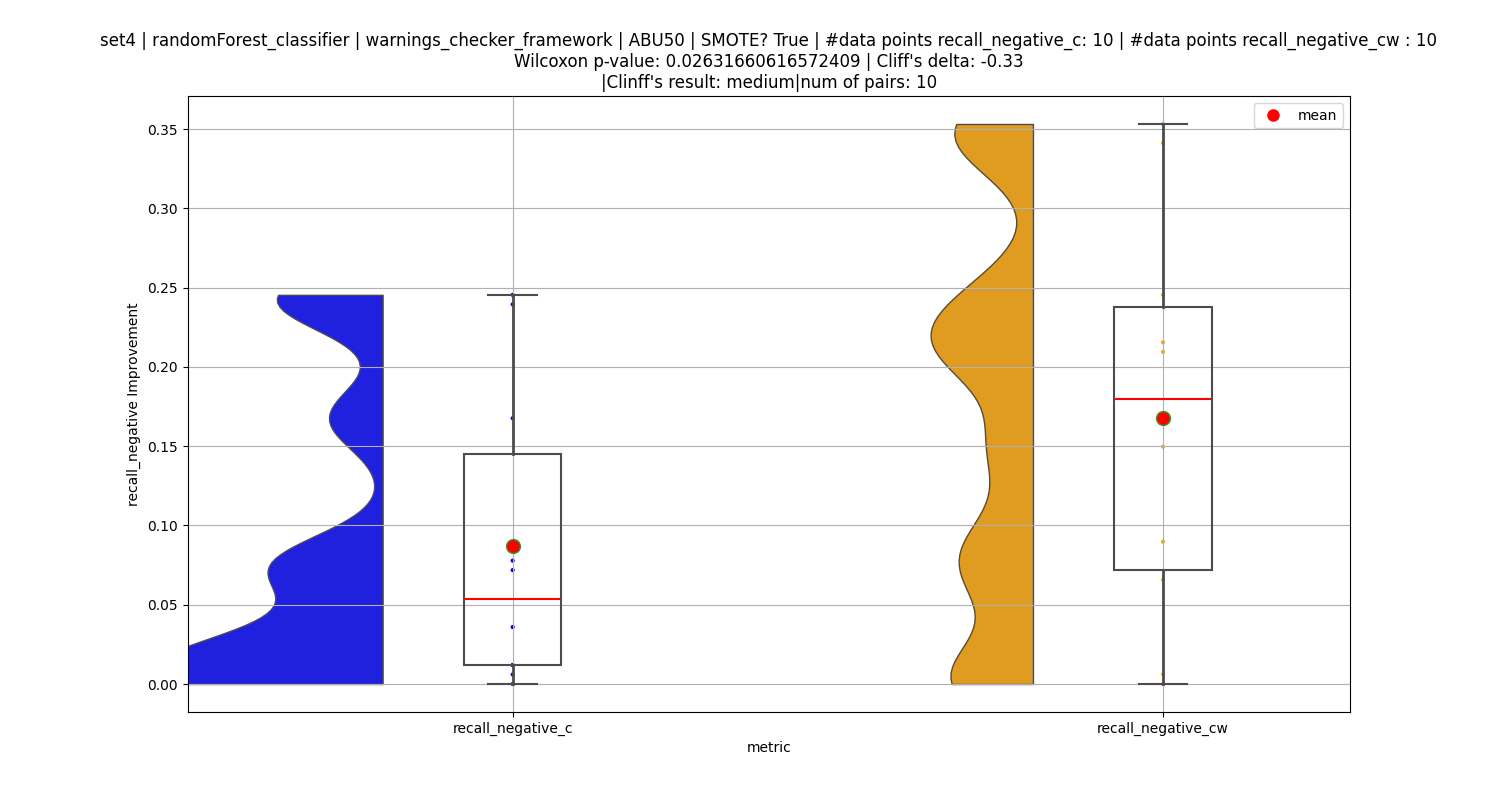 set4 | randomForest_classifier | warnings_checker_framework | ABU50 | SMOTE? True | #data points recall_negative_c: 10 | #data points recall_negative_cw : 10
Wilcoxon p-value: 0.02631660616572409 | Cliff's delta: -0.33
|Clinff's result: medium|num of pairs: 10
mean
0.35
0.30
0.25
0.20
0.15
0.10
0.05
0.00
recall_negative Improvement
recall_negative_c
recall_negative_cw
metric